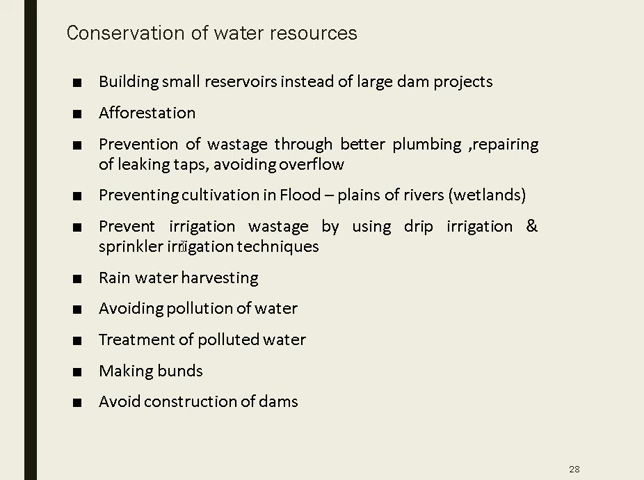 Conservation of water resources
■ Building small reservoirs instead of large dam projects
■ Afforestation
■ Prevention of wastage through better plumbing ,repairing
of leaking taps, avoiding overflow
■ Preventing cultivation in Flood – plains of rivers (wetlands)
■ Prevent irrigation wastage by using drip irrigation &
sprinkler irrigation techniques
■ Rain water harvesting
■ Avoiding pollution of water
■ Treatment of polluted water
■ Making bunds
■ Avoid construction of dams
28